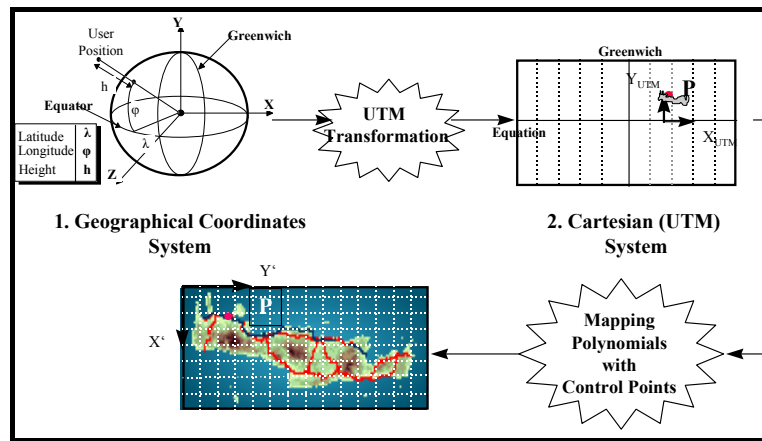 Y
User
Position
Greenwich
h
Equator
φ
X
λ
Z
Latitude λ
Longitude φ
Height h
UTM
Transformation
Greenwich
Y UTM
P
Equation
X UTM
1. Geographical Coordinates
System
2. Cartesian (UTM)
System
Y‘
P
X‘
Mapping
Polynomials
with
Control Points